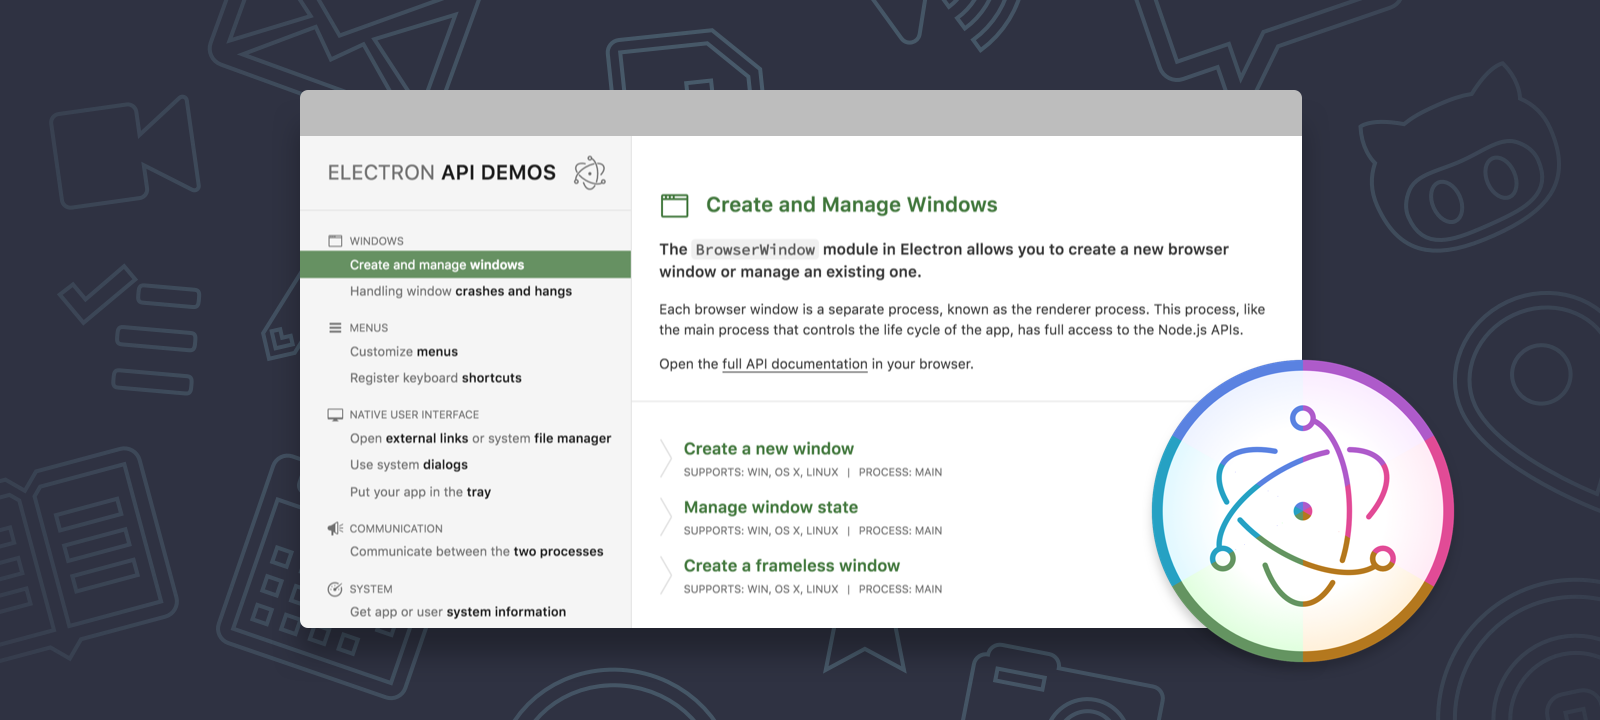 ELECTRON API DEMOS
WINDOWS
Create and manage windows
Handling window crashes and hangs
MENUS
Customize menus
Register keyboard shortcuts
NATIVE USER INTERFACE
Open external links or system file manager
Use system dialogs
Put your app in the tray
COMMUNICATION
Communicate between the two processes
SYSTEM
Get app or user system information
Create and Manage Windows
The BrowserWindow module in Electron allows you to create a new browser
window or manage an existing one.
Each browser window is a separate process, known as the renderer process. This process, like
the main process that controls the life cycle of the app, has full access to the Node.js APIs.
Open the full API documentation in your browser.
Create a new window
SUPPORTS: WIN, OS X, LINUX | PROCESS: MAIN
Manage window state
SUPPORTS: WIN, OS X, LINUX | PROCESS: MAIN
Create a frameless window
SUPPORTS: WIN, OS X, LINUX | PROCESS: MAIN